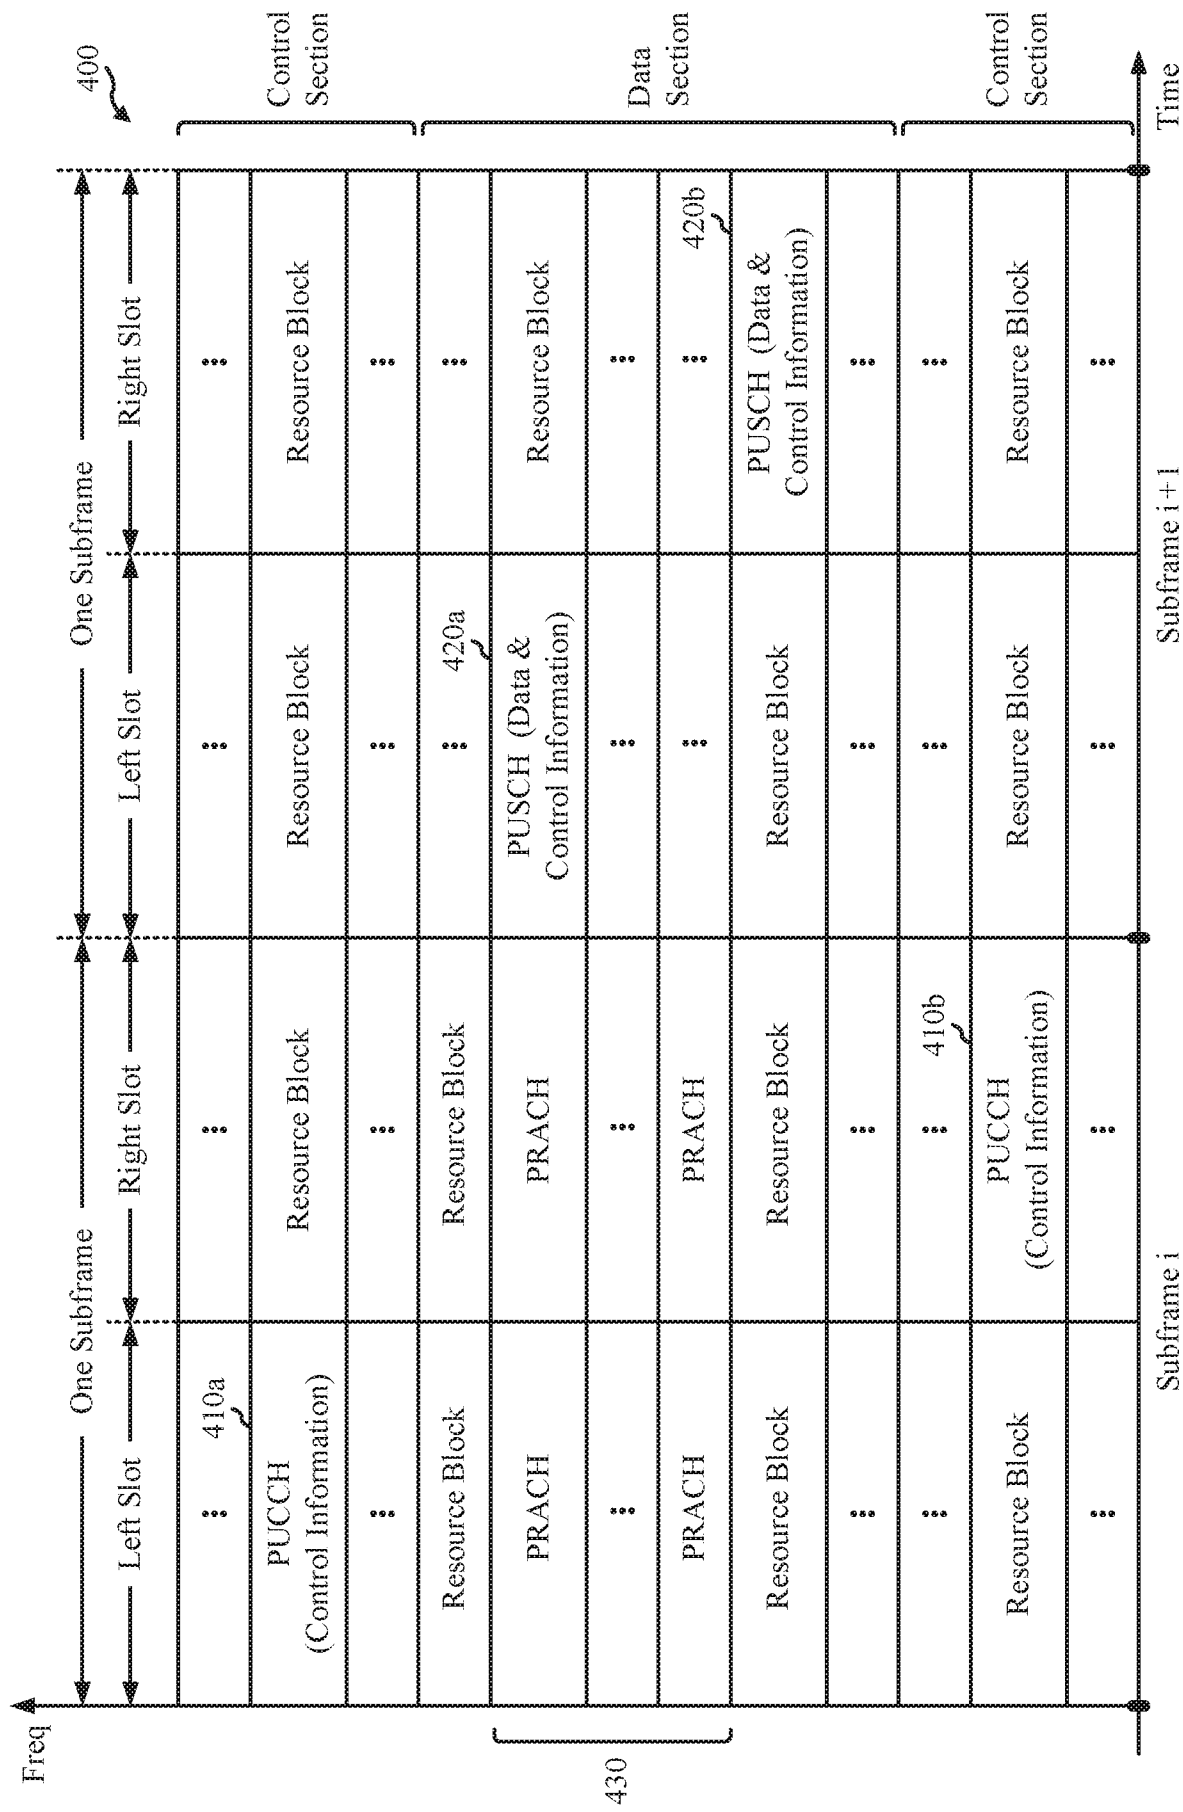 400
One Subframe
One Subframe
Left Slot
Right Slot
Left Slot
Right Slot
Freq
410a
...
...
...
...
Control
Section
PUCCH
(Control Information)
Resource Block
Resource Block
Resource Block
...
...
...
...
420a
Resource Block
Resource Block
...
...
Data
Section
430
PRACH
PRACH
PUSCH (Data &
Control Information)
Resource Block
...
...
...
...
420b
PRACH
PRACH
...
...
Resource Block
Resource Block
Resource Block
PUSCH (Data &
Control Information)
...
...
...
...
410b
...
...
...
...
Control
Section
Resource Block
PUCCH
(Control Information)
Resource Block
Resource Block
...
...
...
...
Subframe i
Subframe i+1
Time